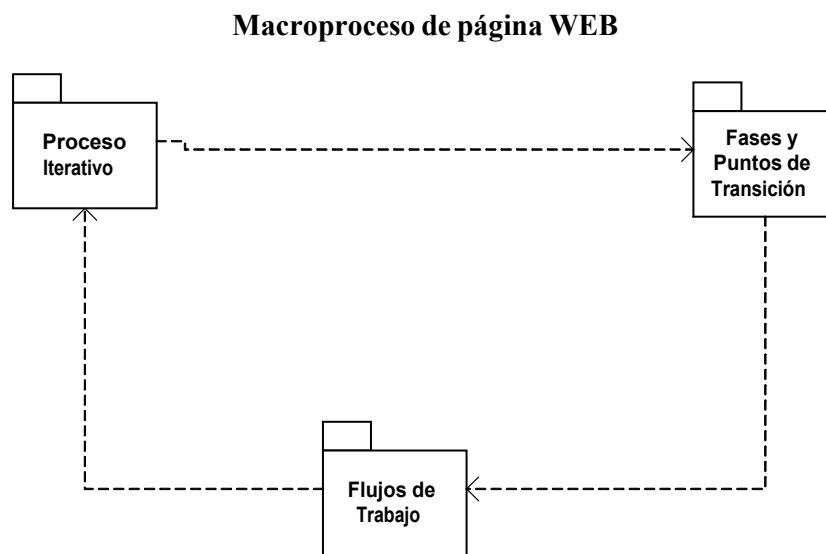 Macroproceso de página WEB
Proceso
Iterativo
Fases y
Puntos de
Transición
Flujos de
Trabajo